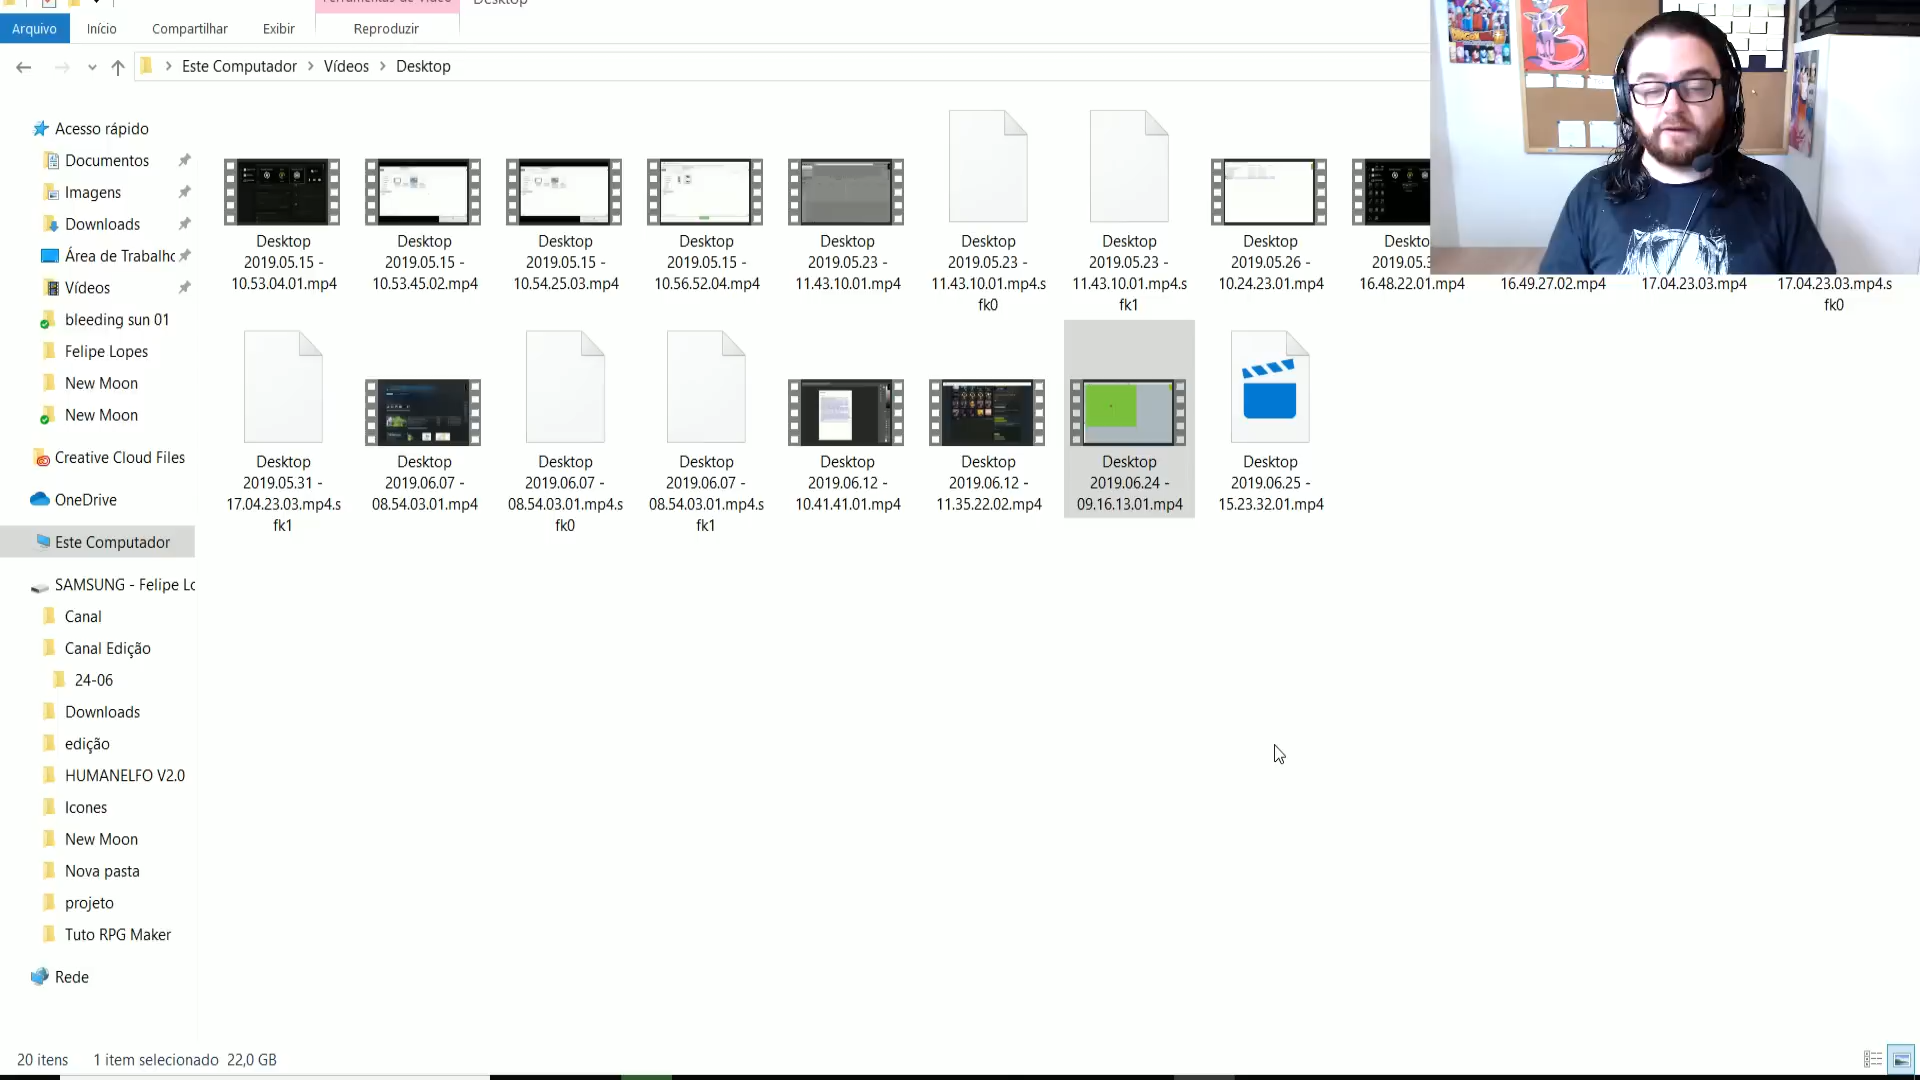 Ferramentas de Vídeo
Desktop
Arquivo
Início
Compartilhar
Exibir
Reproduzir
Este Computador
Vídeos
Desktop
Acesso rápido
Documentos
Imagens
Downloads
Área de Trabalho
Vídeos
bleeding sun 01
Felipe Lopes
New Moon
New Moon
Creative Cloud Files
OneDrive
Este Computador
SAMSUNG - Felipe Lo
Canal
Canal Edição
24-06
Downloads
edição
HUMANELFO V2.0
Icones
New Moon
Nova pasta
projeto
Tuto RPG Maker
Rede
Desktop
2019.05.15 -
10.53.04.01.mp4
Desktop
2019.05.15 -
10.53.45.02.mp4
Desktop
2019.05.15 -
10.54.25.03.mp4
Desktop
2019.05.15 -
10.56.52.04.mp4
Desktop
2019.05.23 -
11.43.10.01.mp4
Desktop
2019.05.23 -
11.43.10.01.mp4.s
fk0
Desktop
2019.05.23 -
11.43.10.01.mp4.s
fk1
Desktop
2019.05.26 -
10.24.23.01.mp4
Deskto
2019.05.3
16.48.22.01.mp4
16.49.27.02.mp4
17.04.23.03.mp4
17.04.23.03.mp4.s
fk0
Desktop
2019.05.31 -
17.04.23.03.mp4.s
fk1
Desktop
2019.06.07 -
08.54.03.01.mp4
Desktop
2019.06.07 -
08.54.03.01.mp4.s
fk0
Desktop
2019.06.07 -
08.54.03.01.mp4.s
fk1
Desktop
2019.06.12 -
10.41.41.01.mp4
Desktop
2019.06.12 -
11.35.22.02.mp4
Desktop
2019.06.24 -
09.16.13.01.mp4
Desktop
2019.06.25 -
15.23.32.01.mp4
20 itens
1 item selecionado 22,0 GB